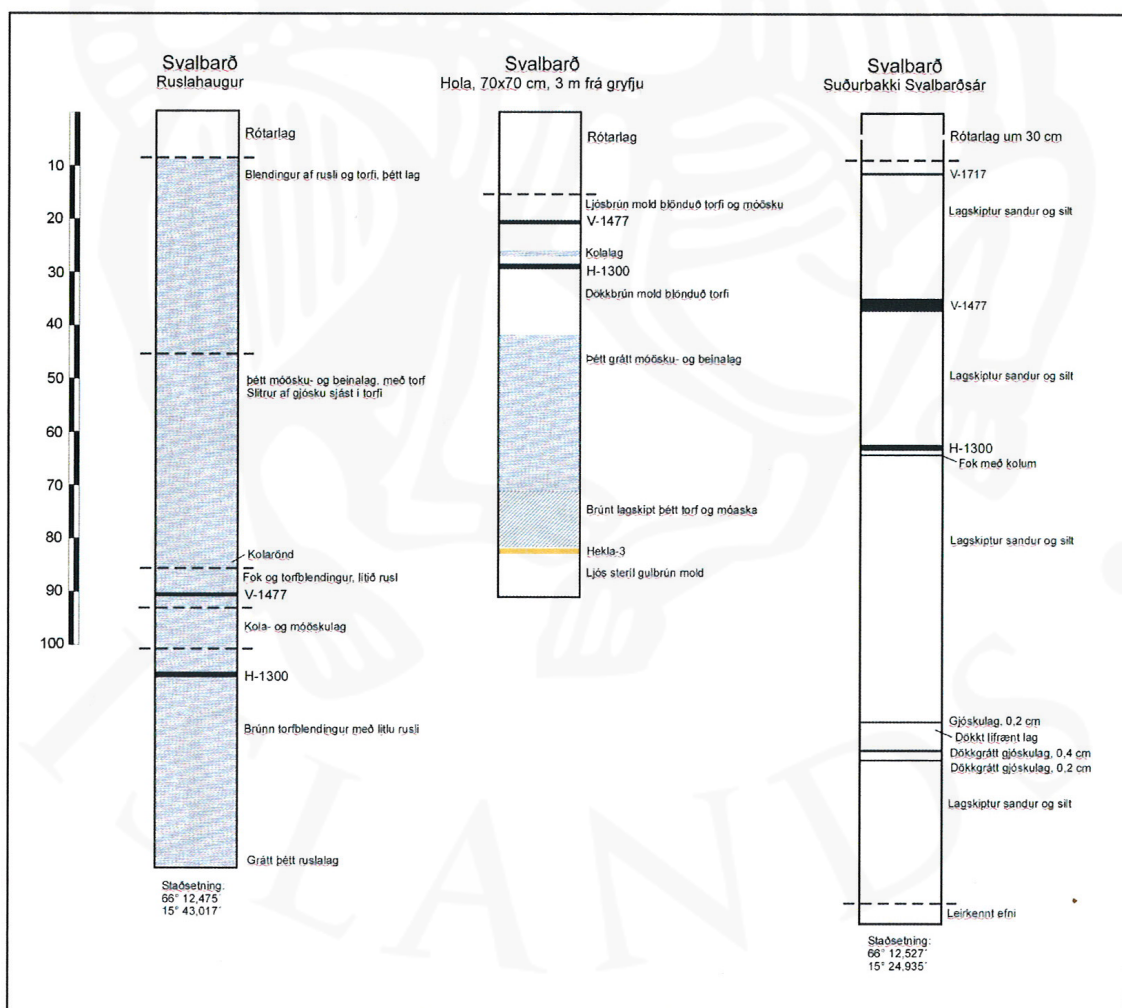 Svalbarð
Ruslahaugur
10
20
30
40
50
60
70
80
90
100
Rótarlag
Blendingur af rusli og torfi, þétt lag
þétt móösku- og beinalag, með torf
Slitrur af gjósku sjást í torfi
Kolarönd
Fok og torfblendingur, lítið rusl
V-1477
Kola- og móöskulag
H-1300
Brúnn torfblendingur með litlu rusli
Grátt þétt ruslalag
Staðsetning:
66° 12,475´
15° 43,017´
Svalbarð
Hola, 70x70 cm, 3 m frá gryfju
Rótarlag
Ljósbrún mold blönduð torfi og móösku
V-1477
Kolalag
H-1300
Dökkbrún mold blönduð torfi
Þétt grátt móösku- og beinalag
Brúnt lagskipt þétt torf og móaska
Hekla-3
Ljós steril gulbrún mold
Svalbarð
Suðurbakki Svalbarðsár
Rótarlag um 30 cm
V-1717
Lagskiptur sandur og silt
V-1477
Lagskiptur sandur og silt
H-1300
Fok með kolum
Lagskiptur sandur og silt
Gjóskulag, 0,2 cm
Dökkt lífrænt lag
Dökkgrátt gjóskulag, 0,4 cm
Dökkgrátt gjóskulag, 0,2 cm
Lagskiptur sandur og silt
Leirkennt efni
Staðsetning:
66° 12,527´
15° 24,935´
ÍSLANDS